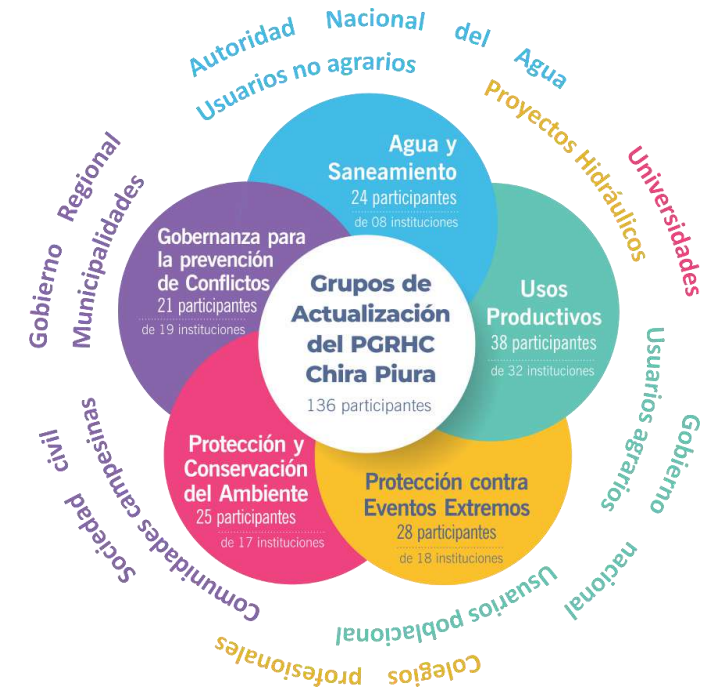 Autoridad Nacional del Agua
Usuarios no agrarios
Proyectos Hidráulicos
Universidades
Gobierno Regional
Municipalidades
Agua y
Saneamiento
24 participantes
de 08 instituciones
Gobernanza para
la prevención
de Conflictos
21 participantes
de 19 instituciones
Grupos de
Actualización
del PGRHC
Chira Piura
136 participantes
Usos
Productivos
38 participantes
de 32 instituciones
Protección y
Conservación
del Ambiente
25 participantes
de 17 instituciones
Protección contra
Eventos Extremos
28 participantes
de 18 instituciones
Usuarios agrarios
Gobierno nacional
Sociedad civil
Comunidades campesinas
Usuarios poblacional
Colegios profesionales